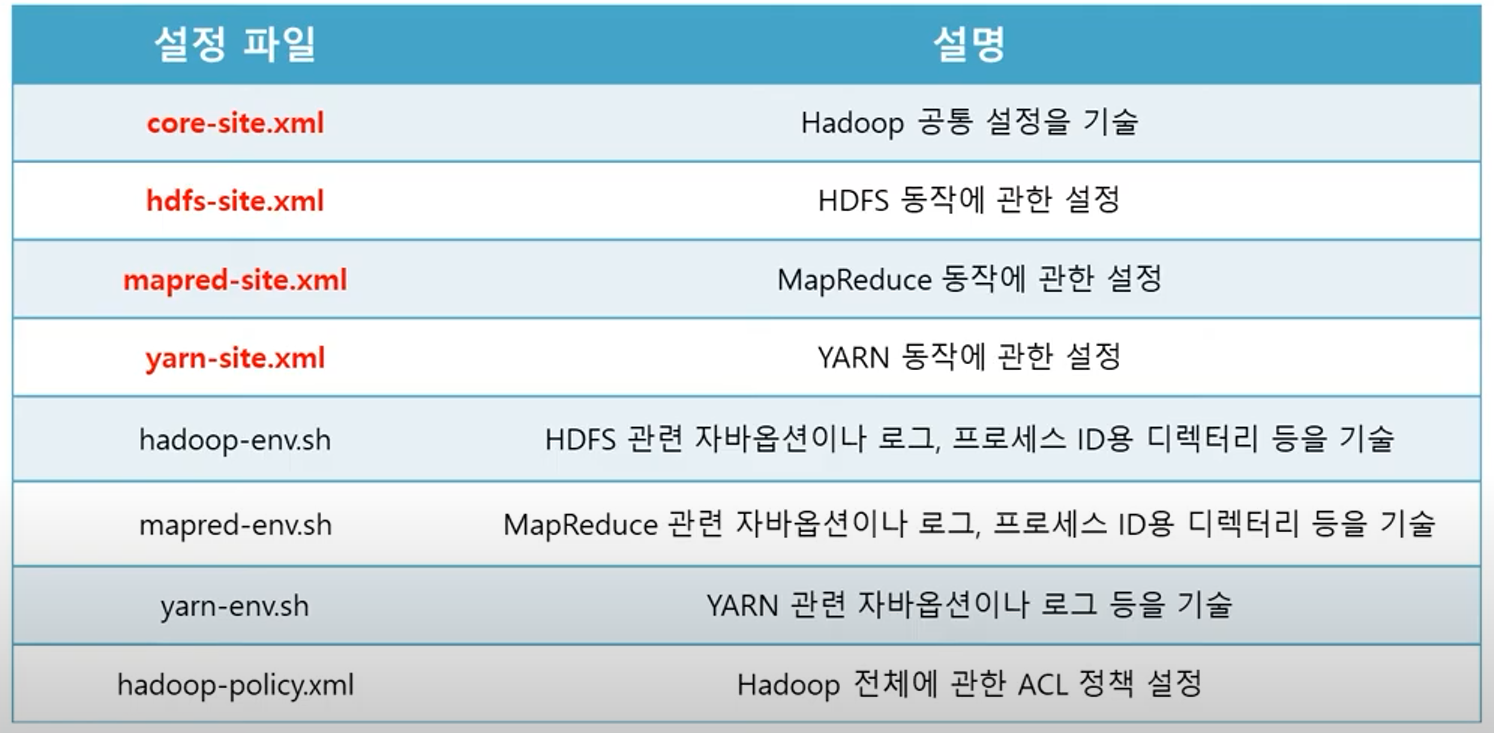 설정 파일 설명
core-site.xml Hadoop 공통 설정을 기술
hdfs-site.xml HDFS 동작에 관한 설정
mapred-site.xml MapReduce 동작에 관한 설정
yarn-site.xml YARN 동작에 관한 설정
hadoop-env.sh HDFS 관련 자바옵션이나 로그, 프로세스 ID용 디렉터리 등을 기술
mapred-env.sh MapReduce 관련 자바옵션이나 로그, 프로세스 ID용 디렉터리 등을 기술
yarn-env.sh YARN 관련 자바옵션이나 로그 등을 기술
hadoop-policy.xml Hadoop 전체에 관한 ACL 정책 설정